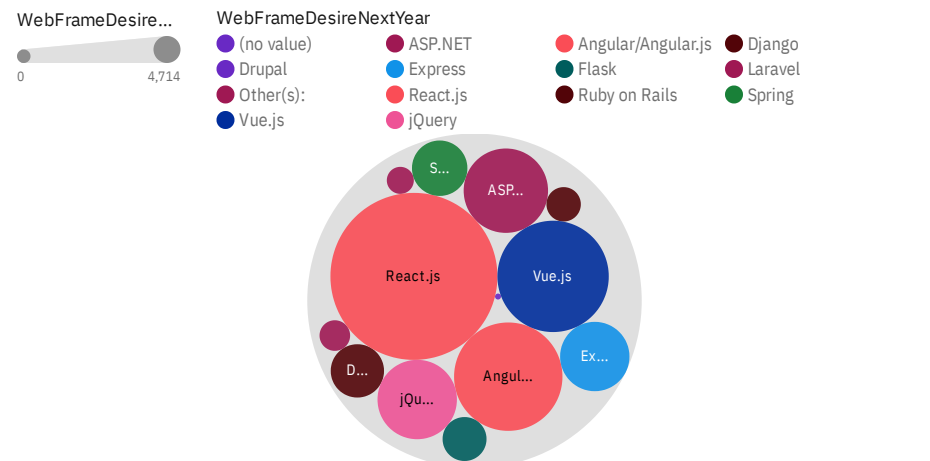 WebFrameDesire...
0 4,714
WebFrameDesireNextYear
(no value) ASP.NET Angular/Angular.js Django
Drupal Express Flask Laravel
Other(s): React.js Ruby on Rails Spring
Vue.js jQuery
S...
ASP...
React.js
Vue.js
Ex...
D...
Angul...
jQu...